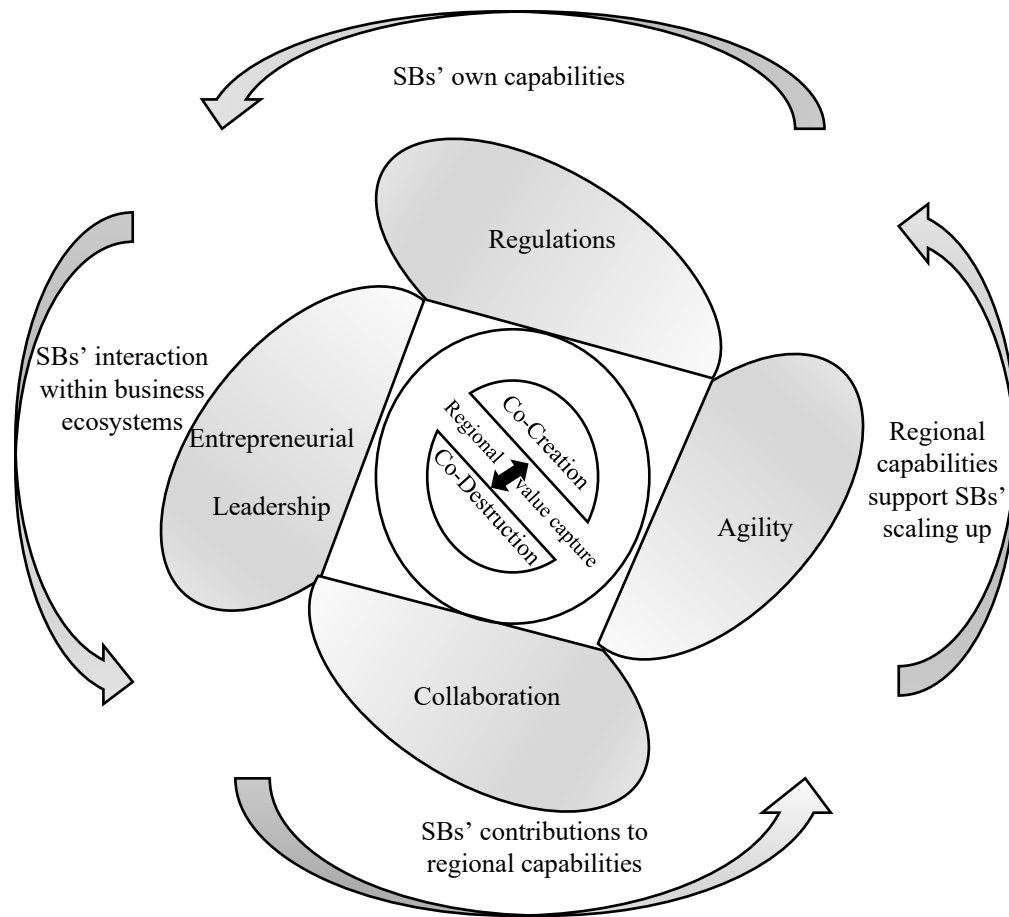 SBs’ own capabilities
Regulations
SBs’ interaction
within business
ecosystems
Entrepreneurial
Leadership
Co-Creation
Regional
value capture
Co-Destruction
Agility
Regional
capabilities
support SBs’
scaling up
Collaboration
SBs’ contributions to
regional capabilities